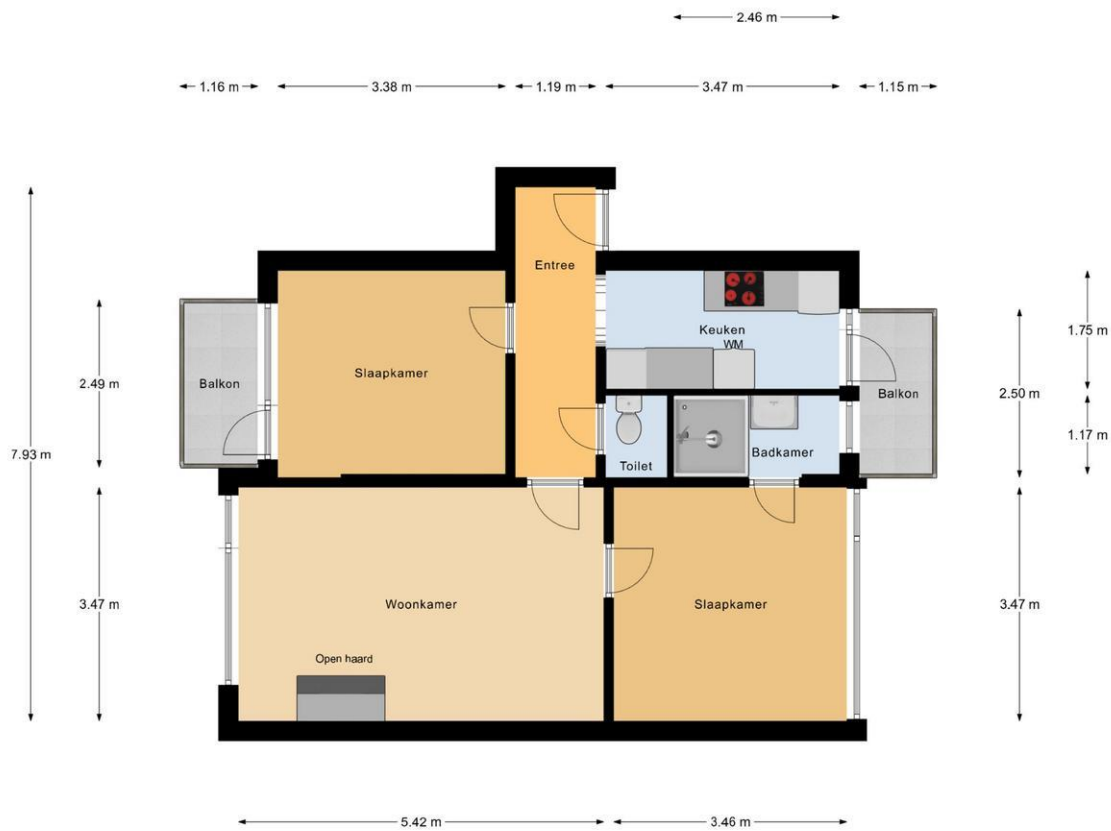 2.46 m
1.16 m
3.38 m
1.19 m
3.47 m
1.15 m
Entree
Keuken
WM
1.75 m
2.49 m
Balkon
Slaapkamer
2.50 m
Balkon
1.17 m
7.93 m
Toilet
Badkamer
3.47 m
Woonkamer
Slaapkamer
3.47 m
Open haard
5.42 m
3.46 m